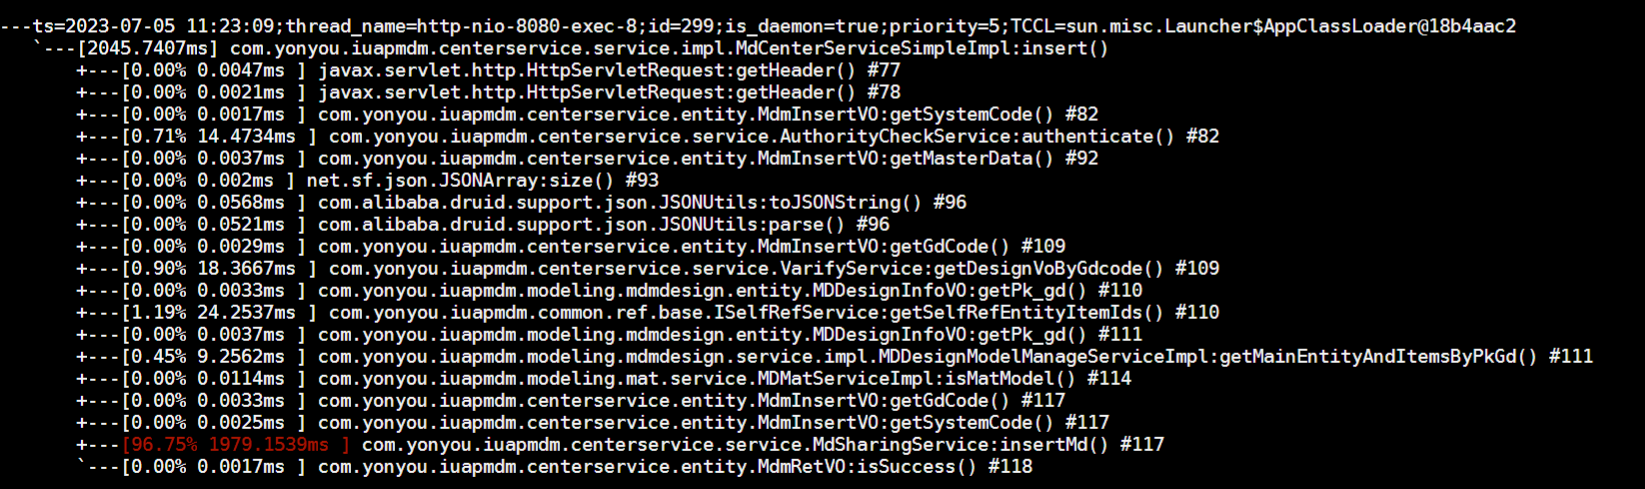 ---ts=2023-07-05 11:23:09;thread_name=http-nio-8080-exec-8;id=299;is_daemon=true;priority=5;TCCL=sun.misc.Launcher$AppClassLoader@18b4aac2
`---[2045.7407ms] com.yonyou.iuapmdm.centerservice.service.impl.MdCenterServiceSimpleImpl:insert()
+---[0.00% 0.0047ms ] javax.servlet.http.HttpServletRequest:getHeader() #77
+---[0.00% 0.0021ms ] javax.servlet.http.HttpServletRequest:getHeader() #78
+---[0.00% 0.0017ms ] com.yonyou.iuapmdm.centerservice.entity.MdmInsertVO:getSystemCode() #82
+---[0.71% 14.4734ms ] com.yonyou.iuapmdm.centerservice.service.AuthorityCheckService:authenticate() #82
+---[0.00% 0.0037ms ] com.yonyou.iuapmdm.centerservice.entity.MdmInsertVO:getMasterData() #92
+---[0.00% 0.002ms ] net.sf.json.JSONArray:size() #93
+---[0.00% 0.0568ms ] com.alibaba.druid.support.json.JSONUtils:toJSONString() #96
+---[0.00% 0.0521ms ] com.alibaba.druid.support.json.JSONUtils:parse() #96
+---[0.00% 0.0029ms ] com.yonyou.iuapmdm.centerservice.entity.MdmInsertVO:getGdCode() #109
+---[0.90% 18.3667ms ] com.yonyou.iuapmdm.centerservice.service.VarifyService:getDesignVoByGdcode() #109
+---[0.00% 0.0033ms ] com.yonyou.iuapmdm.modeling.mdmdesign.entity.MDDesignInfoVO:getPk_gd() #110
+---[1.19% 24.2537ms ] com.yonyou.iuapmdm.common.ref.base.ISelfRefService:getSelfRefEntityItemIds() #110
+---[0.00% 0.0037ms ] com.yonyou.iuapmdm.modeling.mdmdesign.entity.MDDesignInfoVO:getPk_gd() #111
+---[0.45% 9.2562ms ] com.yonyou.iuapmdm.modeling.mdmdesign.service.impl.MDDesignModelManageServiceImpl:getMainEntityAndItemsByPkGd() #111
+---[0.00% 0.0114ms ] com.yonyou.iuapmdm.modeling.mat.service.MDMatServiceImpl:isMatModel() #114
+---[0.00% 0.0033ms ] com.yonyou.iuapmdm.centerservice.entity.MdmInsertVO:getGdCode() #117
+---[0.00% 0.0025ms ] com.yonyou.iuapmdm.centerservice.entity.MdmInsertVO:getSystemCode() #117
+---[96.75% 1979.1539ms ] com.yonyou.iuapmdm.centerservice.service.MdSharingService:insertMd() #117
`---[0.00% 0.0017ms ] com.yonyou.iuapmdm.centerservice.entity.MdmRetVO:isSuccess() #118